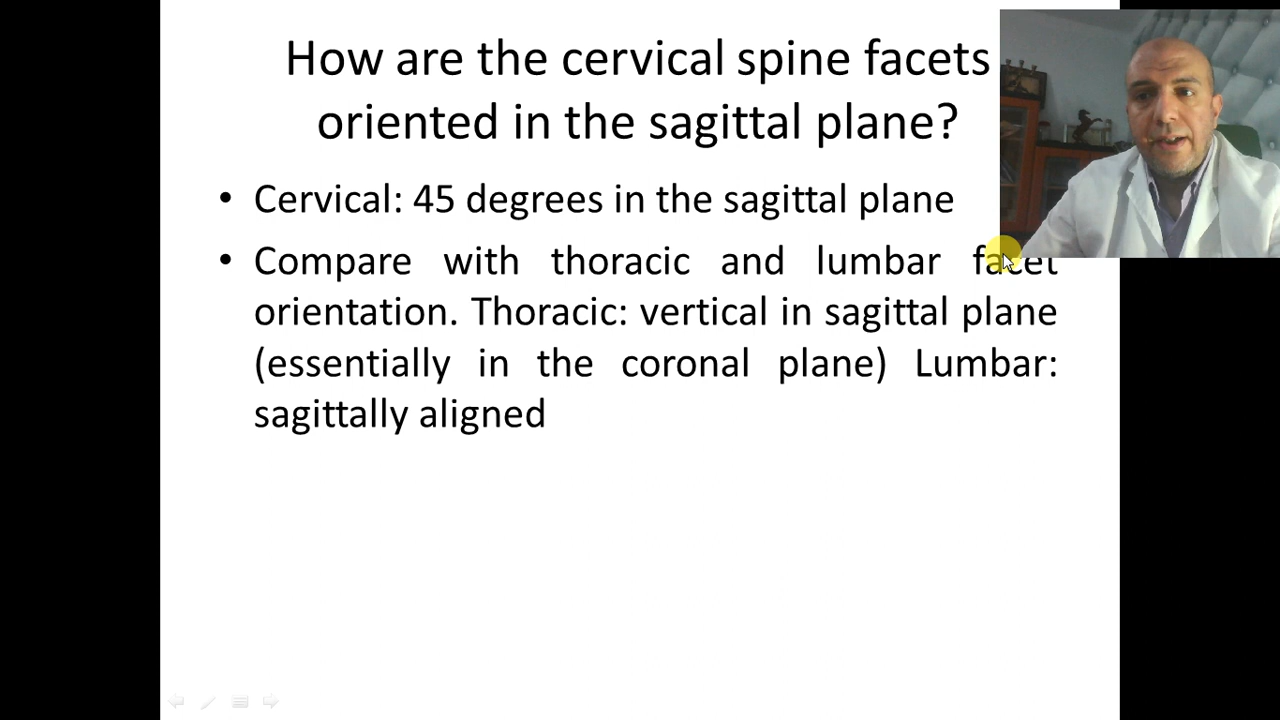 How are the cervical spine facets
oriented in the sagittal plane?
• Cervical: 45 degrees in the sagittal plane
• Compare with thoracic and lumbar facet
orientation. Thoracic: vertical in sagittal plane
(essentially in the coronal plane) Lumbar:
sagittally aligned